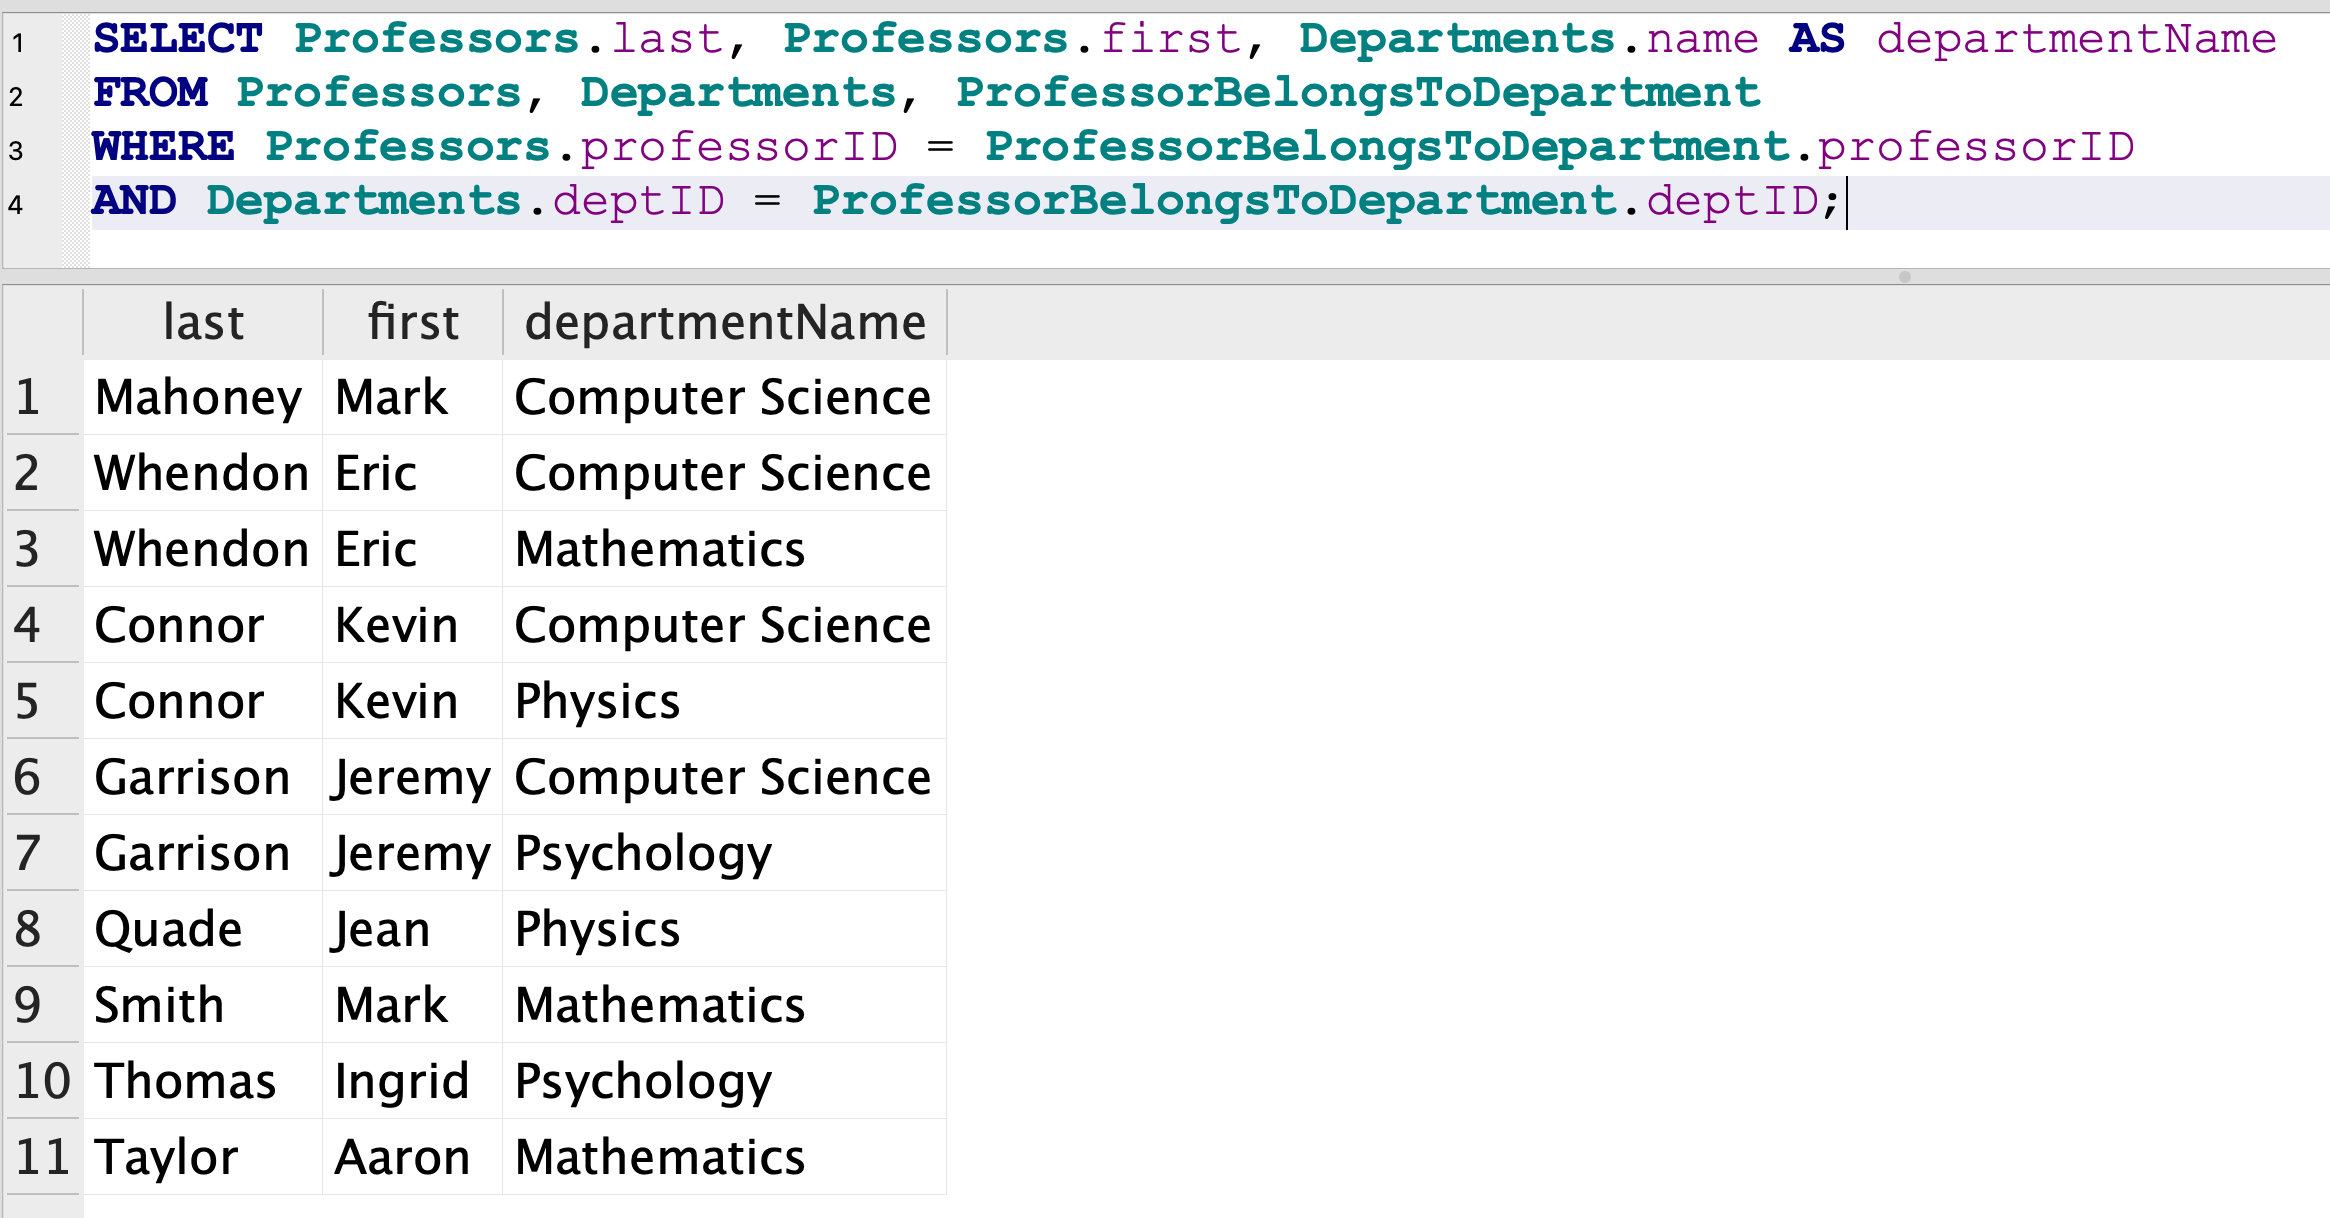 1 SELECT Professors.last, Professors.first, Departments.name AS departmentName
2 FROM Professors, Departments, ProfessorBelongsToDepartment
3 WHERE Professors.professorID = ProfessorBelongsToDepartment.professorID
4 AND Departments.deptID = ProfessorBelongsToDepartment.deptID;
last first departmentName
1 Mahoney Mark Computer Science
2 Whendon Eric Computer Science
3 Whendon Eric Mathematics
4 Connor Kevin Computer Science
5 Connor Kevin Physics
6 Garrison Jeremy Computer Science
7 Garrison Jeremy Psychology
8 Quade Jean Physics
9 Smith Mark Mathematics
10 Thomas Ingrid Psychology
11 Taylor Aaron Mathematics